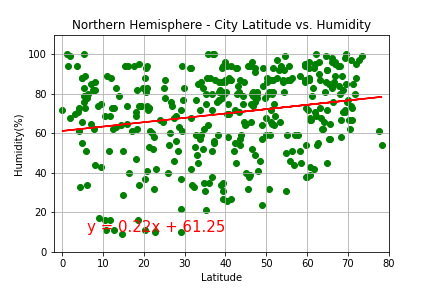 Northern Hemisphere - City Latitude vs. Humidity
Humidity(%)
100
80
60
40
20
0
y = 0.22x + 61.25
0 10 20 30 40 50 60 70 80
Latitude